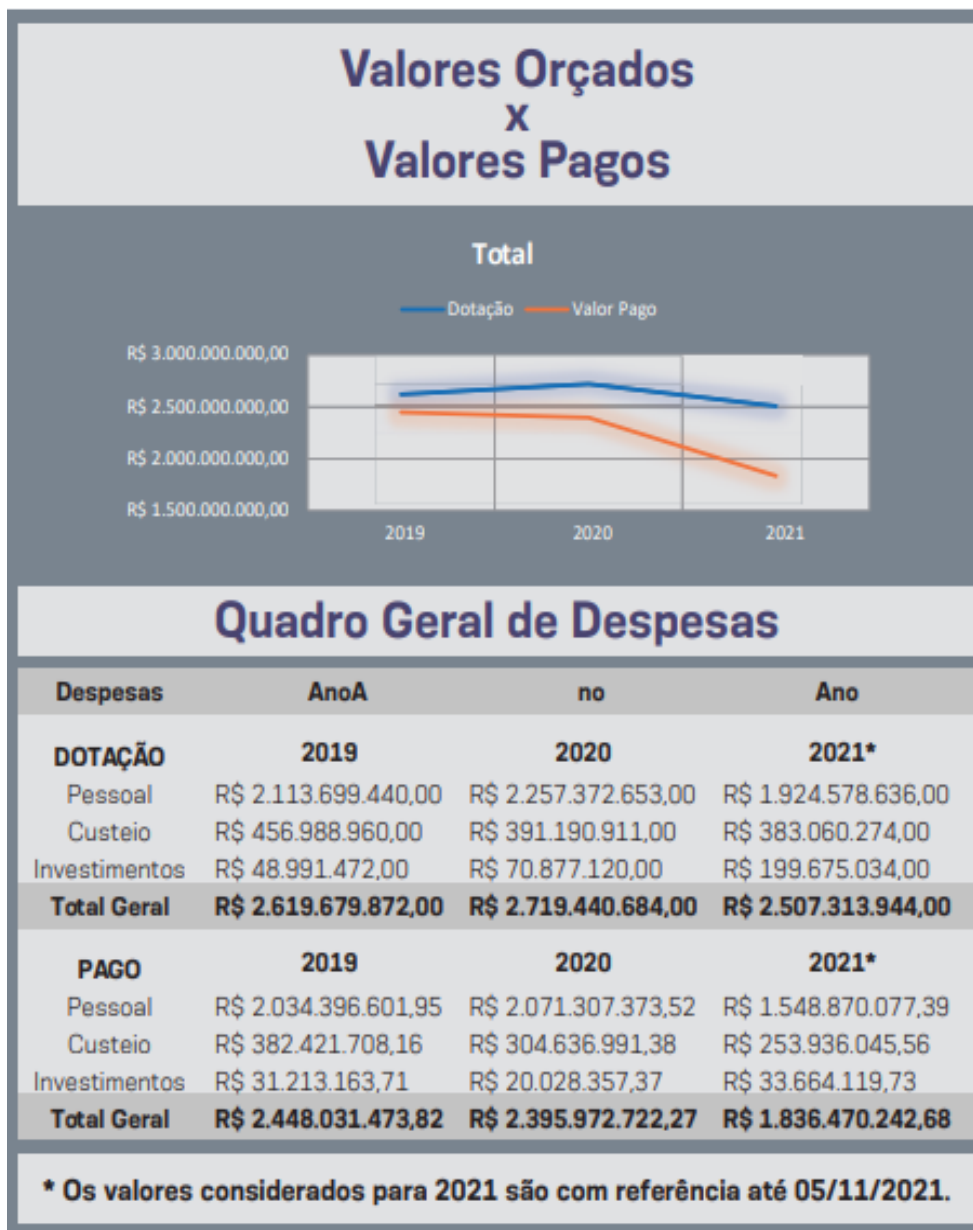 Valores Orçados
x
Valores Pagos
Total
Dotação Valor Pago
R$ 3.000.000.000,00
R$ 2.500.000.000,00
R$ 2.000.000.000,00
R$ 1.500.000.000,00
2019 2020 2021
Quadro Geral de Despesas
Despesas AnoA no Ano
DOTAÇÃO 2019 2020 2021*
Pessoal R$ 2.113.699.440,00 R$ 2.257.372.653,00 R$ 1.924.578.636,00
Custeio R$ 456.988.960,00 R$ 391.190.911,00 R$ 383.060.274,00
Investimentos R$ 48.991.472,00 R$ 70.877.120,00 R$ 199.675.034,00
Total Geral R$ 2.619.679.872,00 R$ 2.719.440.684,00 R$ 2.507.313.944,00
PAGO 2019 2020 2021*
Pessoal R$ 2.034.396.601,95 R$ 2.071.307.373,52 R$ 1.548.870.077,39
Custeio R$ 382.421.708,16 R$ 304.636.991,38 R$ 253.936.045,56
Investimentos R$ 31.213.163,71 R$ 20.028.357,37 R$ 33.664.119,73
Total Geral R$ 2.448.031.473,82 R$ 2.395.972.722,27 R$ 1.836.470.242,68
* Os valores considerados para 2021 são com referência até 05/11/2021.